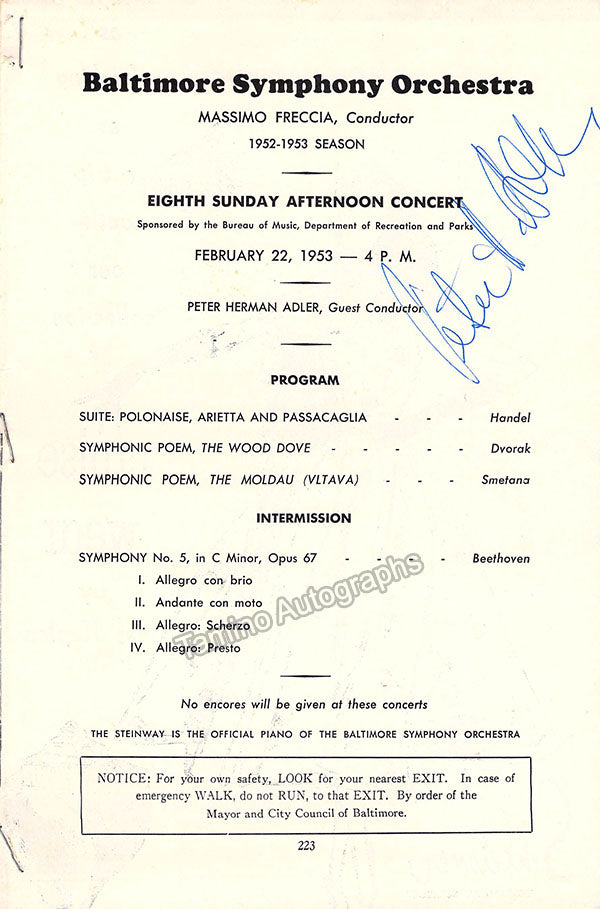 Baltimore Symphony Orchestra
MASSIMO FRECCIA, Conductor
1952-1953 SEASON
EIGHTH SUNDAY AFTERNOON CONCERT
Sponsored by the Bureau of Music, Department of Recreation and Parks
FEBRUARY 22, 1953 — 4 P. M.
PETER HERMAN ADLER, Guest Conductor
Peter H Adler
PROGRAM
SUITE: POLONAISE, ARIETTA AND PASSACAGLIA - - - Handel
SYMPHONIC POEM, THE WOOD DOVE - - - - - Dvorak
SYMPHONIC POEM, THE MOLDAU (VLTAVA) - - - Smetana
INTERMISSION
SYMPHONY No. 5, in C Minor, Opus 67 - - - - Beethoven
I. Allegro con brio
II. Andante con moto
III. Allegro: Scherzo
IV. Allegro: Presto
Tamino Autographs
No encores will be given at these concerts
THE STEINWAY IS THE OFFICIAL PIANO OF THE BALTIMORE SYMPHONY ORCHESTRA
NOTICE: For your own safety, LOOK for your nearest EXIT. In case of
emergency WALK, do not RUN, to that EXIT. By order of the
Mayor and City Council of Baltimore.
223